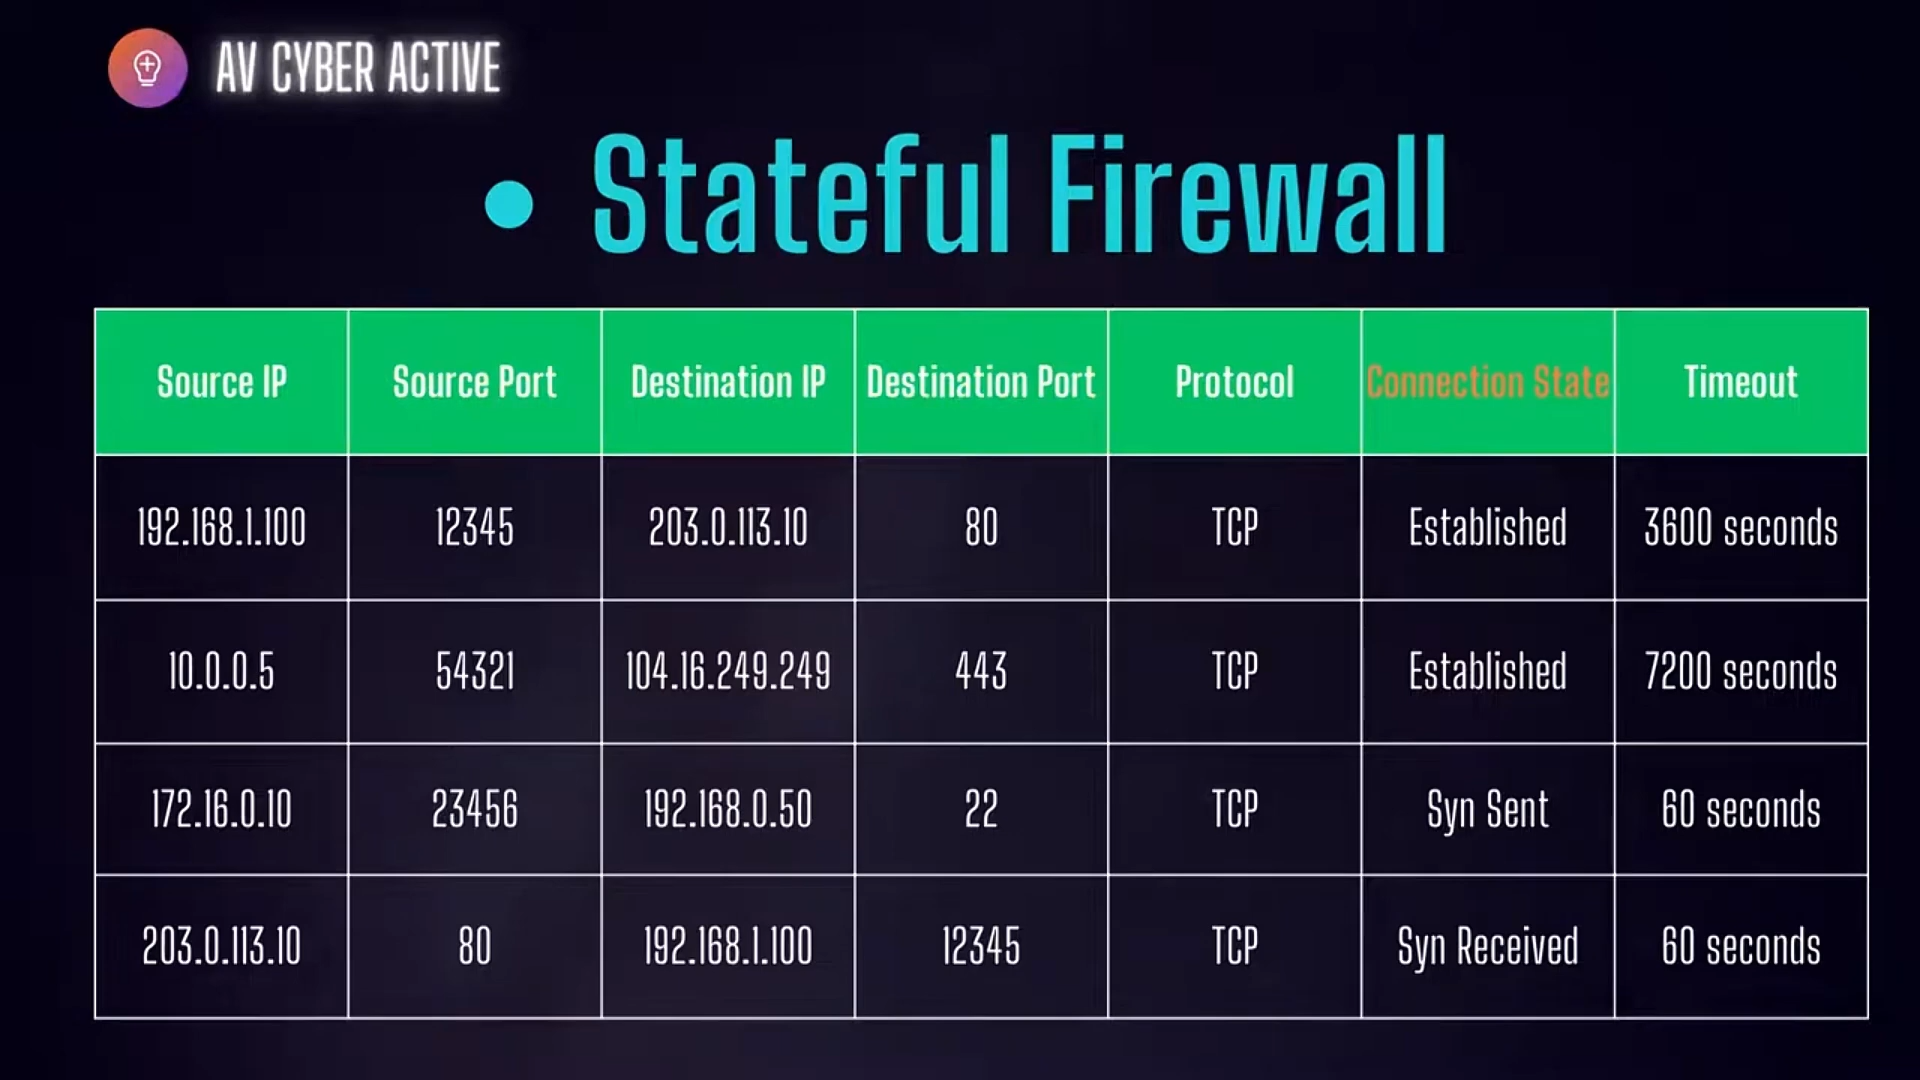 AV CYBER ACTIVE
• Stateful Firewall
Source IP Source Port Destination IP Destination Port Protocol Connection State Timeout
192.168.1.100 12345 203.0.113.10 80 TCP Established 3600 seconds
10.0.0.5 54321 104.16.249.249 443 TCP Established 7200 seconds
172.16.0.10 23456 192.168.0.50 22 TCP Syn Sent 60 seconds
203.0.113.10 80 192.168.1.100 12345 TCP Syn Received 60 seconds